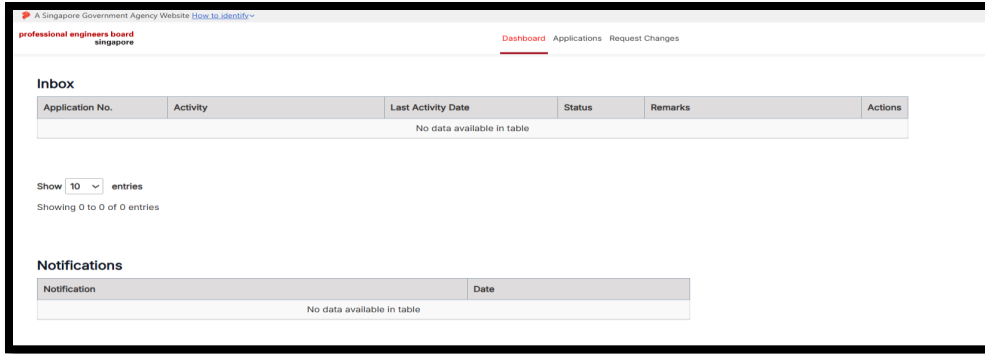 A Singapore Government Agency Website How to identify
professional engineers board
singapore
Dashboard Applications Request Changes
Inbox
Application No. Activity Last Activity Date Status Remarks Actions
No data available in table
Show 10 entries
Showing 0 to 0 of 0 entries
Notifications
Notification Date
No data available in table